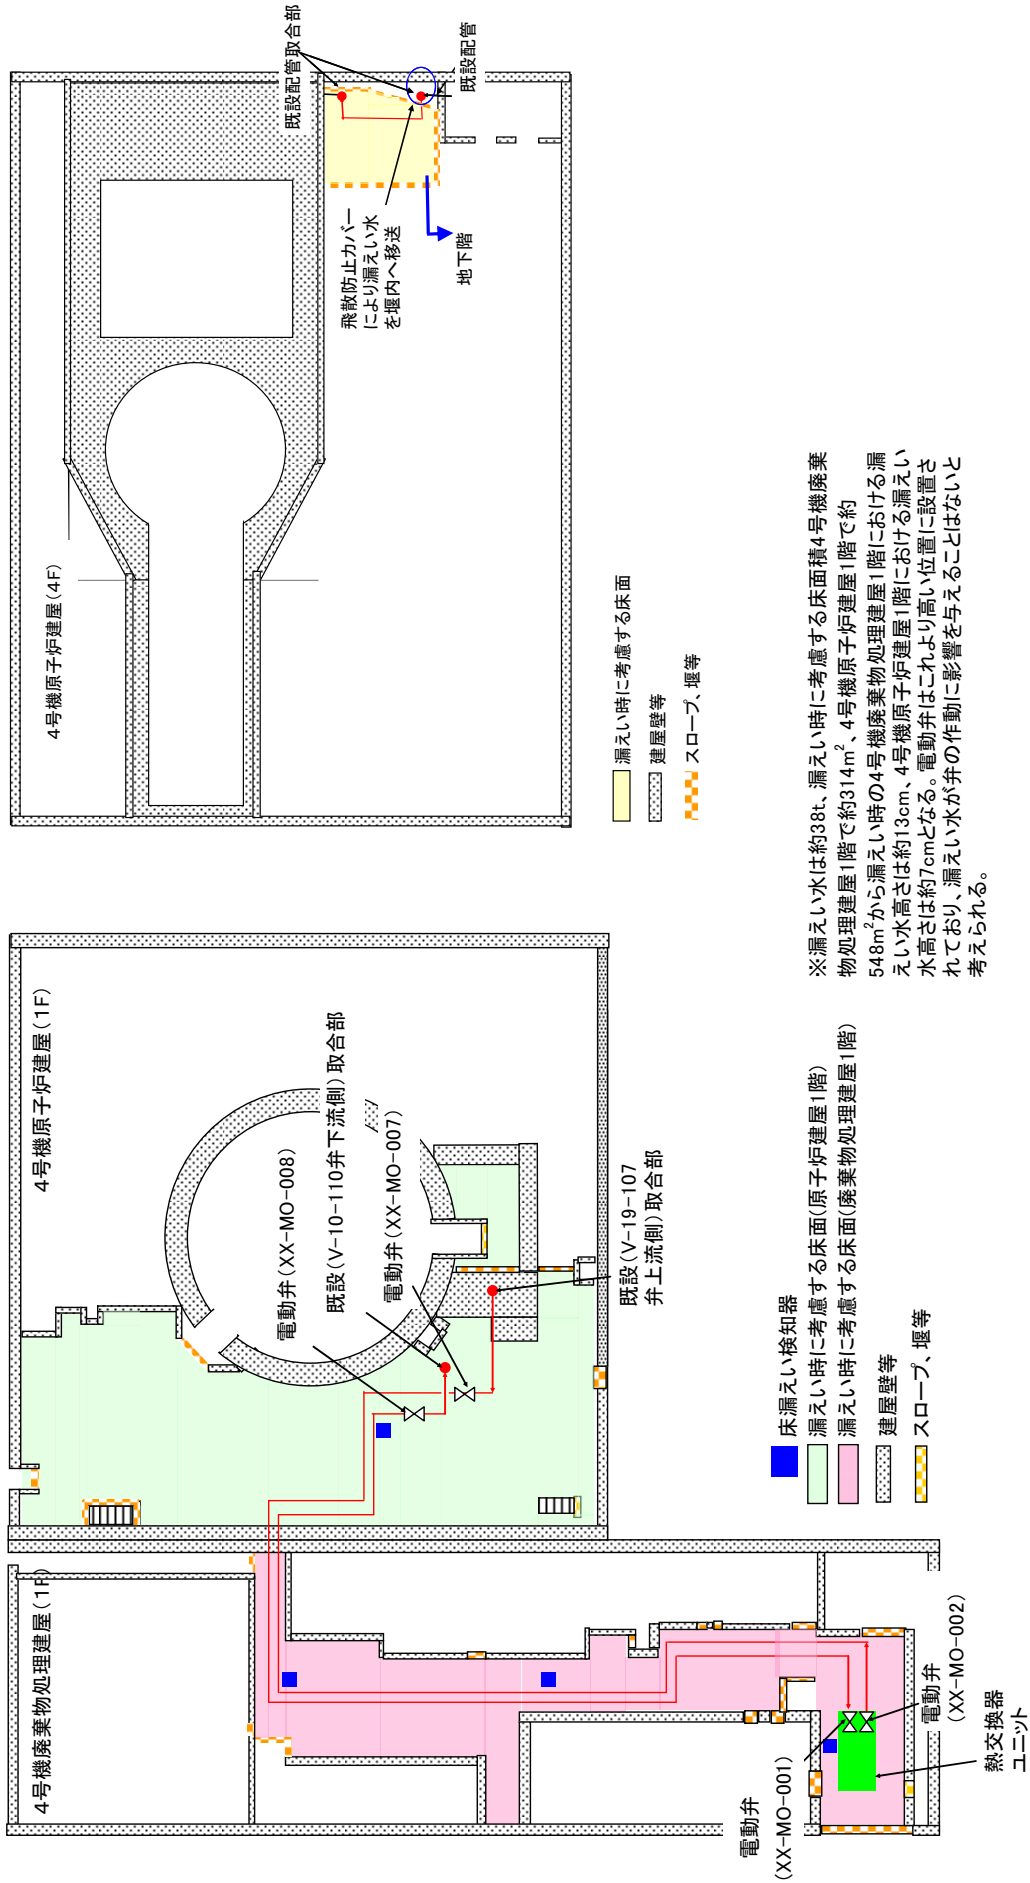 4号機廃棄物処理建屋(1F)
電動弁
(XX-MO-001)
電動弁
(XX-MO-002)
熱交換器
ユニット
4号機原子炉建屋(1F)
電動弁(XX-MO-008)
既設(V-10-110弁下流側)取合部
電動弁(XX-MO-007)
既設(V-19-107
弁上流側)取合部
床漏えい検知器
漏えい時に考慮する床面(原子炉建屋1階)
漏えい時に考慮する床面(廃棄物処理建屋1階)
建屋壁等
スロープ、堰等
4号機原子炉建屋(4F)
既設配管取合部
既設配管
飛散防止カバー
により漏えい水
を堰内へ移送
地下階
漏えい時に考慮する床面
建屋壁等
スロープ、堰等
※漏えい水は約38t、漏えい時に考慮する床面積4号機廃棄
物処理建屋1階で約314m²、4号機原子炉建屋1階で約
548m²から漏えい時の4号機廃棄物処理建屋1階における漏
えい水高さは約13cm、4号機原子炉建屋1階における漏えい
水高さは約7cmとなる。電動弁はこれより高い位置に設置さ
れており、漏えい水が弁の作動に影響を与えることはないと
考えられる。